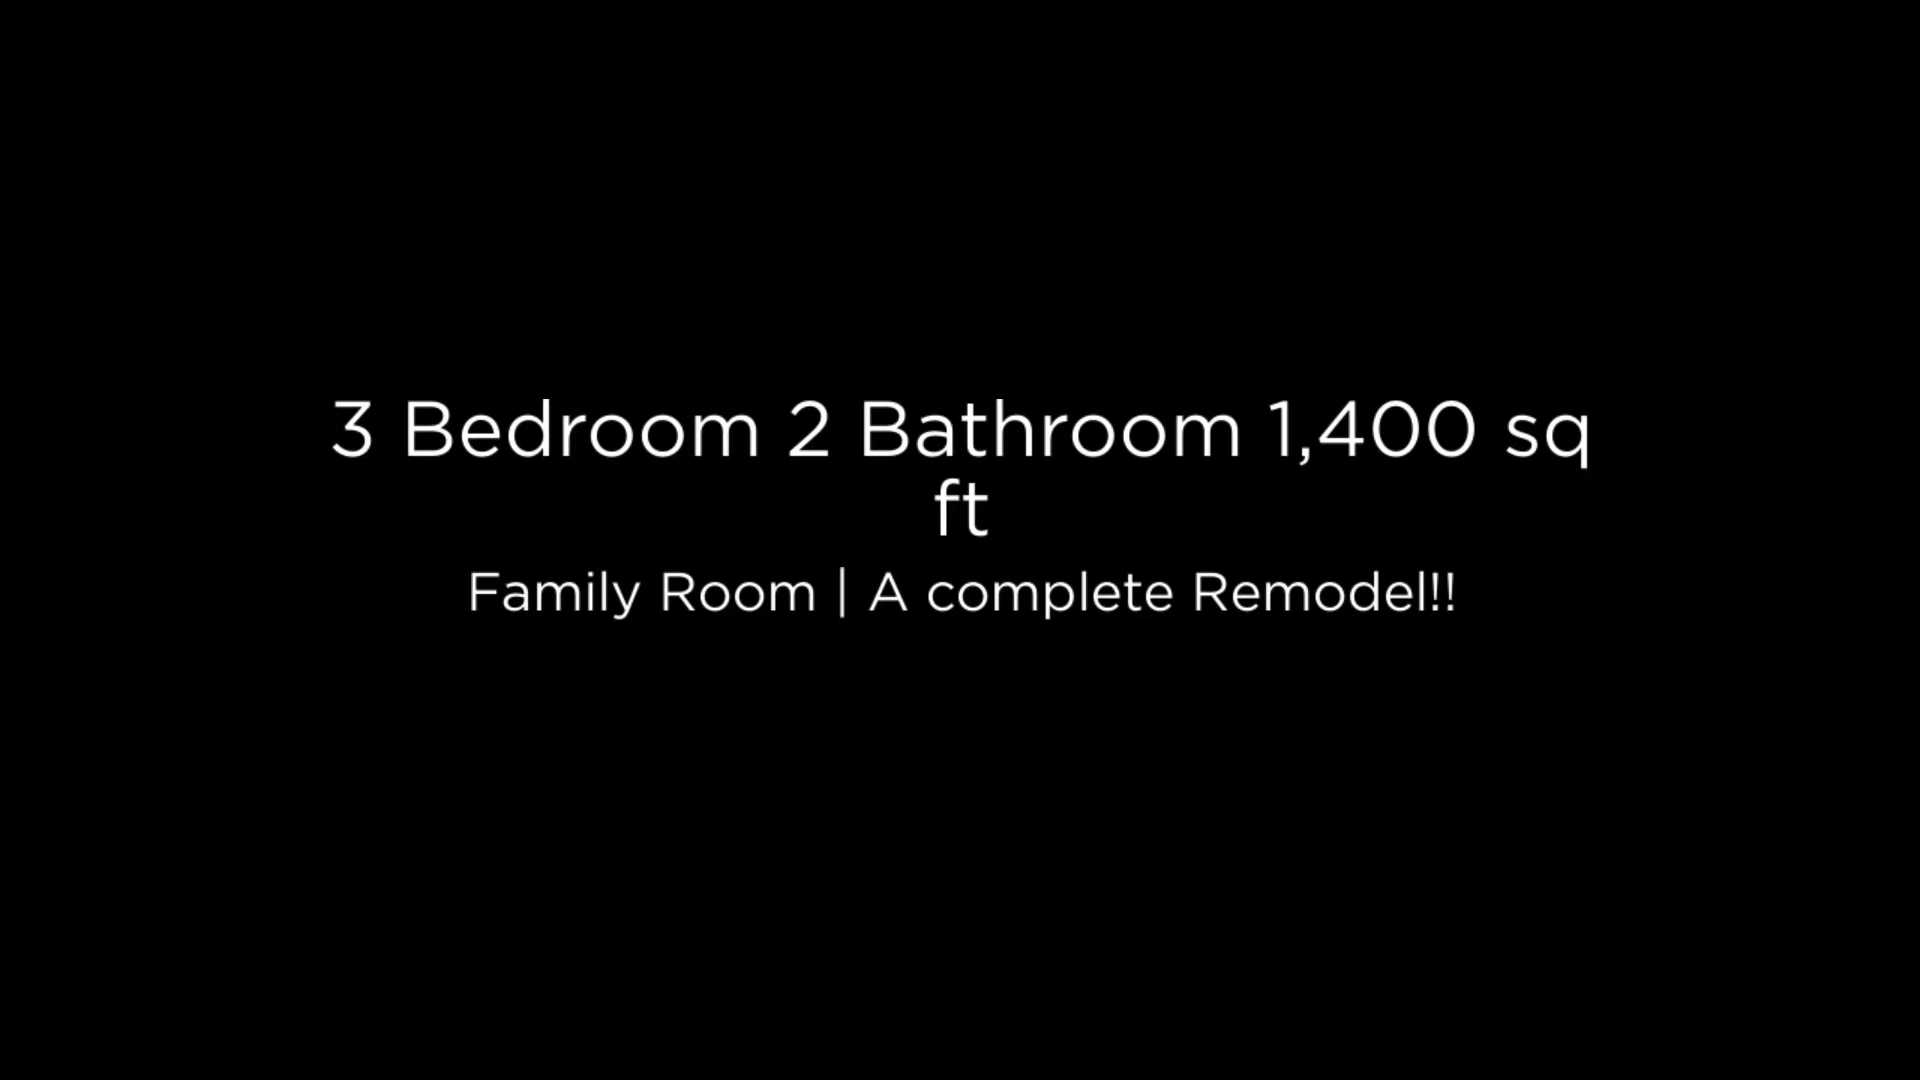 3 Bedroom 2 Bathroom 1,400 sq
ft
Family Room | A complete Remodel!!